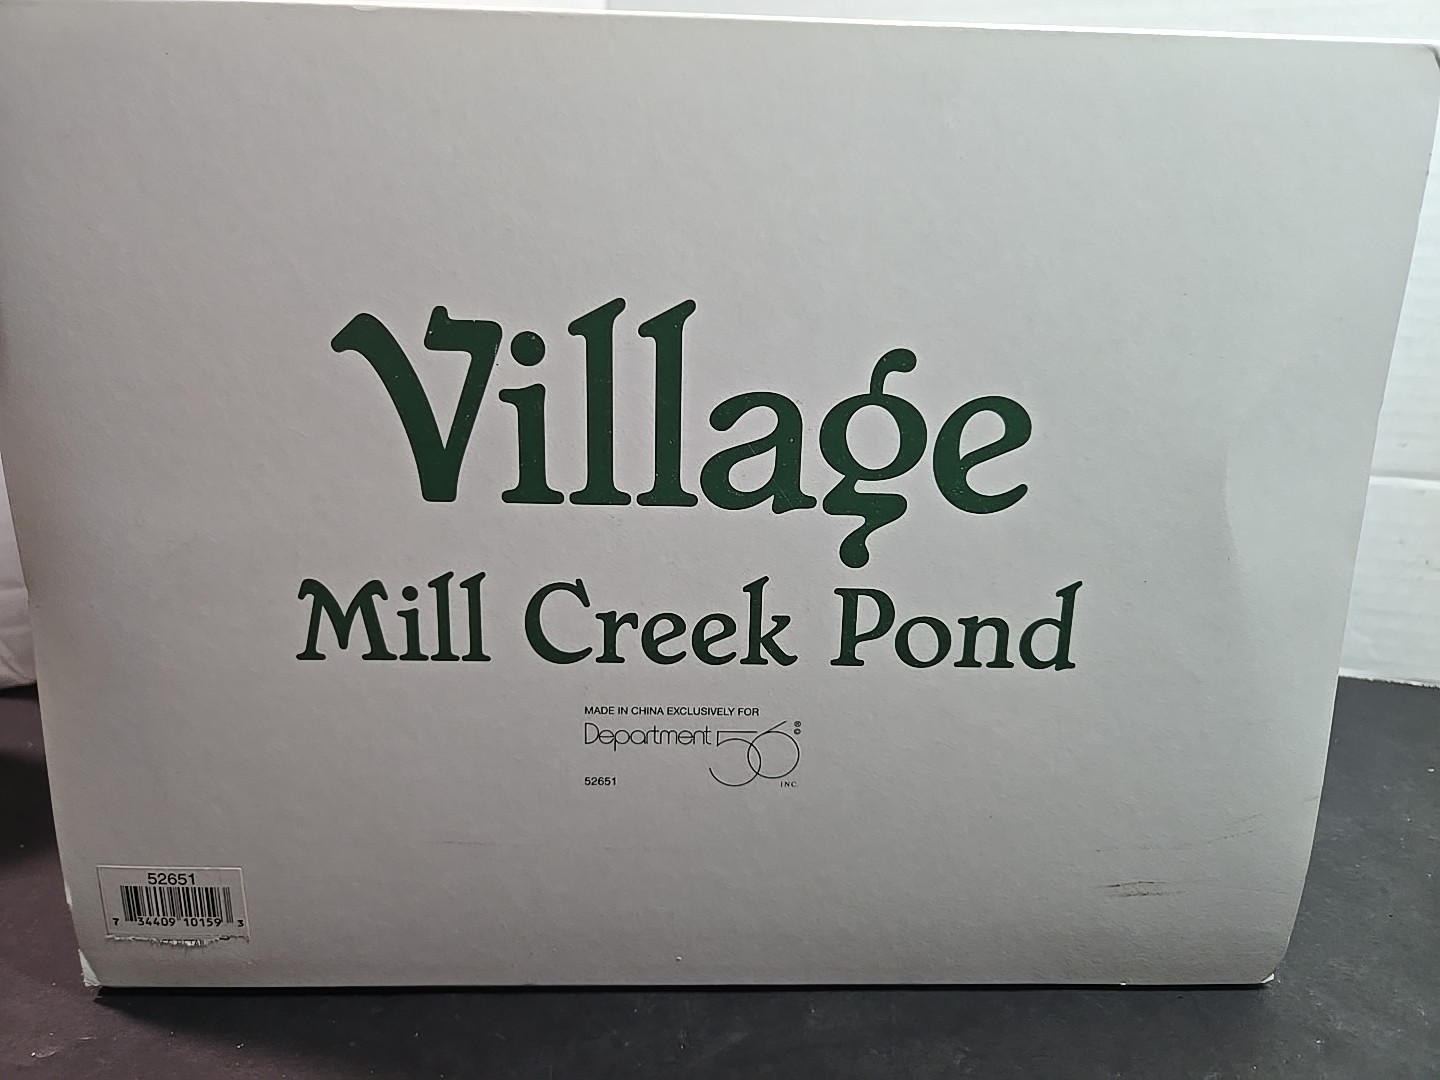 Village
Mill Creek Pond
MADE IN CHINA EXCLUSIVELY FOR
Department 56 ® ©
INC.
52651
52651
7 34409 10159 3